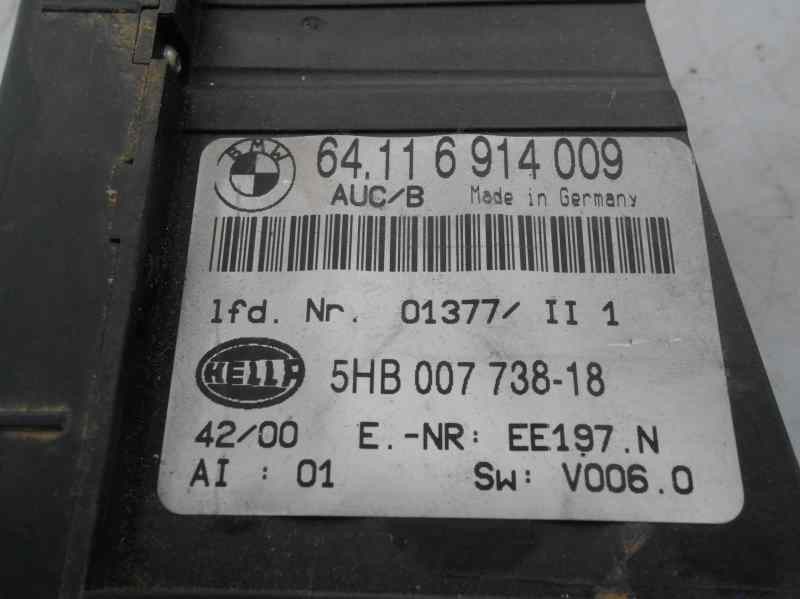 BMW
64.11 6 914 009
AUC/B Made in Germany
lfd. Nr. 01377/ II 1
HELLA
5HB 007 738-18
42/00 E.-NR: EE197.N
AI : 01 Sw: V006.0